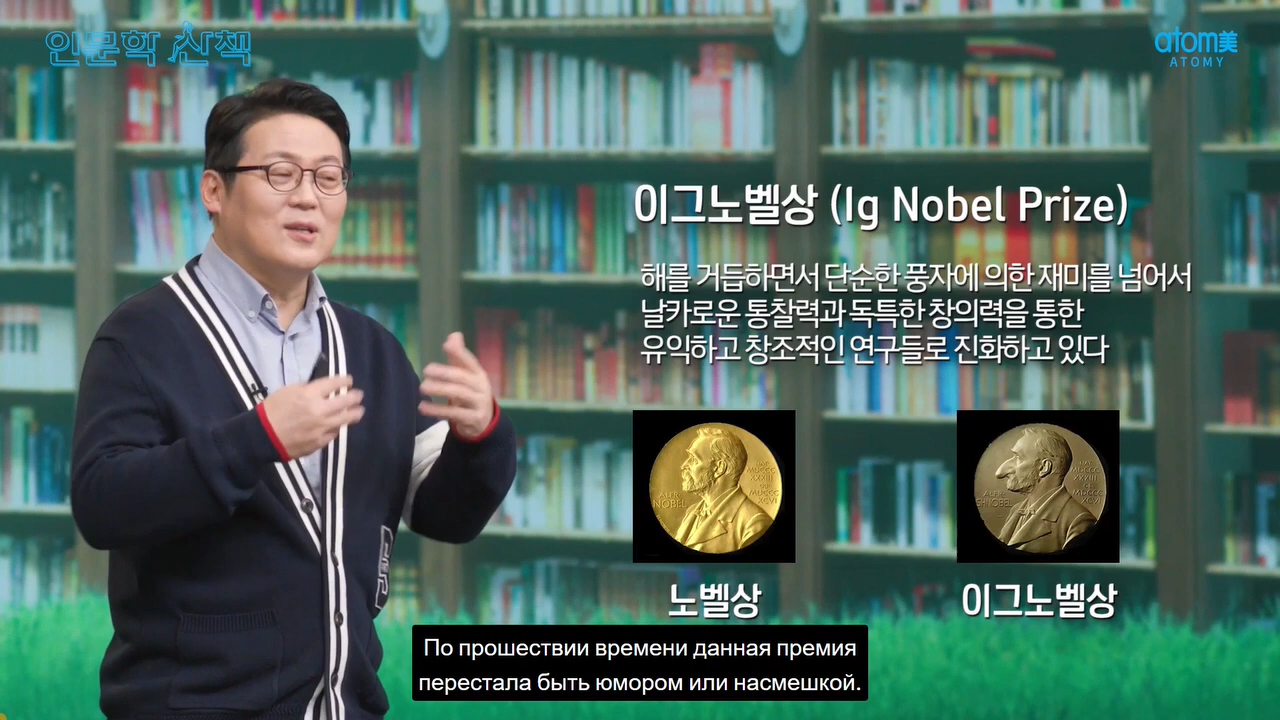 인문학 산책
atom美
ATOMY
이그노벨상 (Ig Nobel Prize)
해를 거듭하면서 단순한 풍자에 의한 재미를 넘어서
날카로운 통찰력과 독특한 창의력을 통한
유익하고 창조적인 연구들로 진화하고 있다
노벨상
이그노벨상
По прошествии времени данная премия
перестала быть юмором или насмешкой.